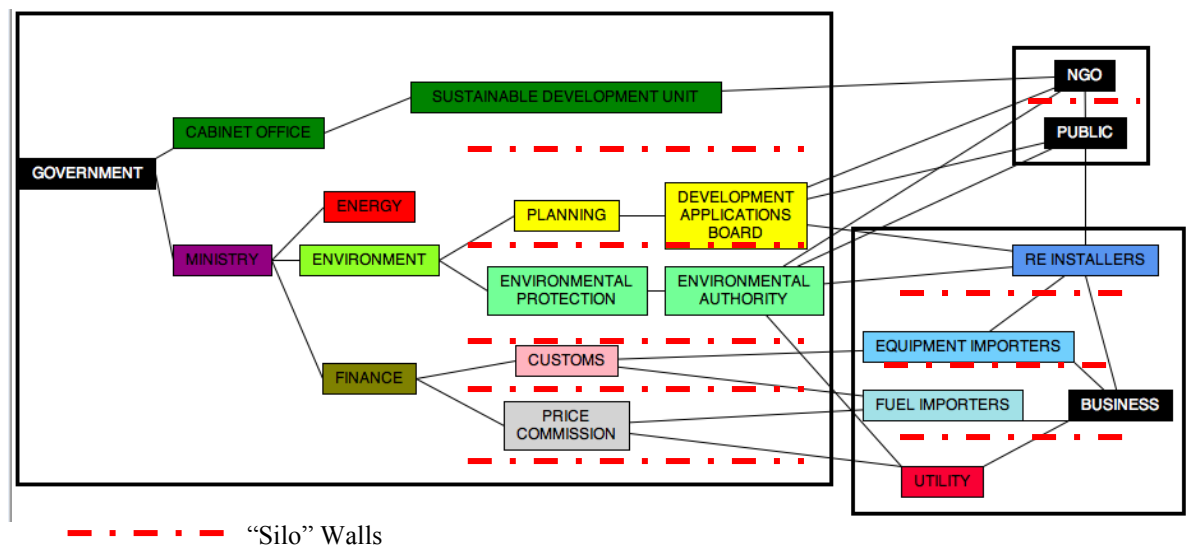 NGO
SUSTAINABLE DEVELOPMENT UNIT
CABINET OFFICE
PUBLIC
GOVERNMENT
ENERGY
PLANNING
DEVELOPMENT
APPLICATIONS
BOARD
MINISTRY
ENVIRONMENT
RE INSTALLERS
ENVIRONMENTAL
PROTECTION
ENVIRONMENTAL
AUTHORITY
CUSTOMS
EQUIPMENT IMPORTERS
FINANCE
PRICE
COMMISSION
FUEL IMPORTERS
BUSINESS
UTILITY
“Silo” Walls